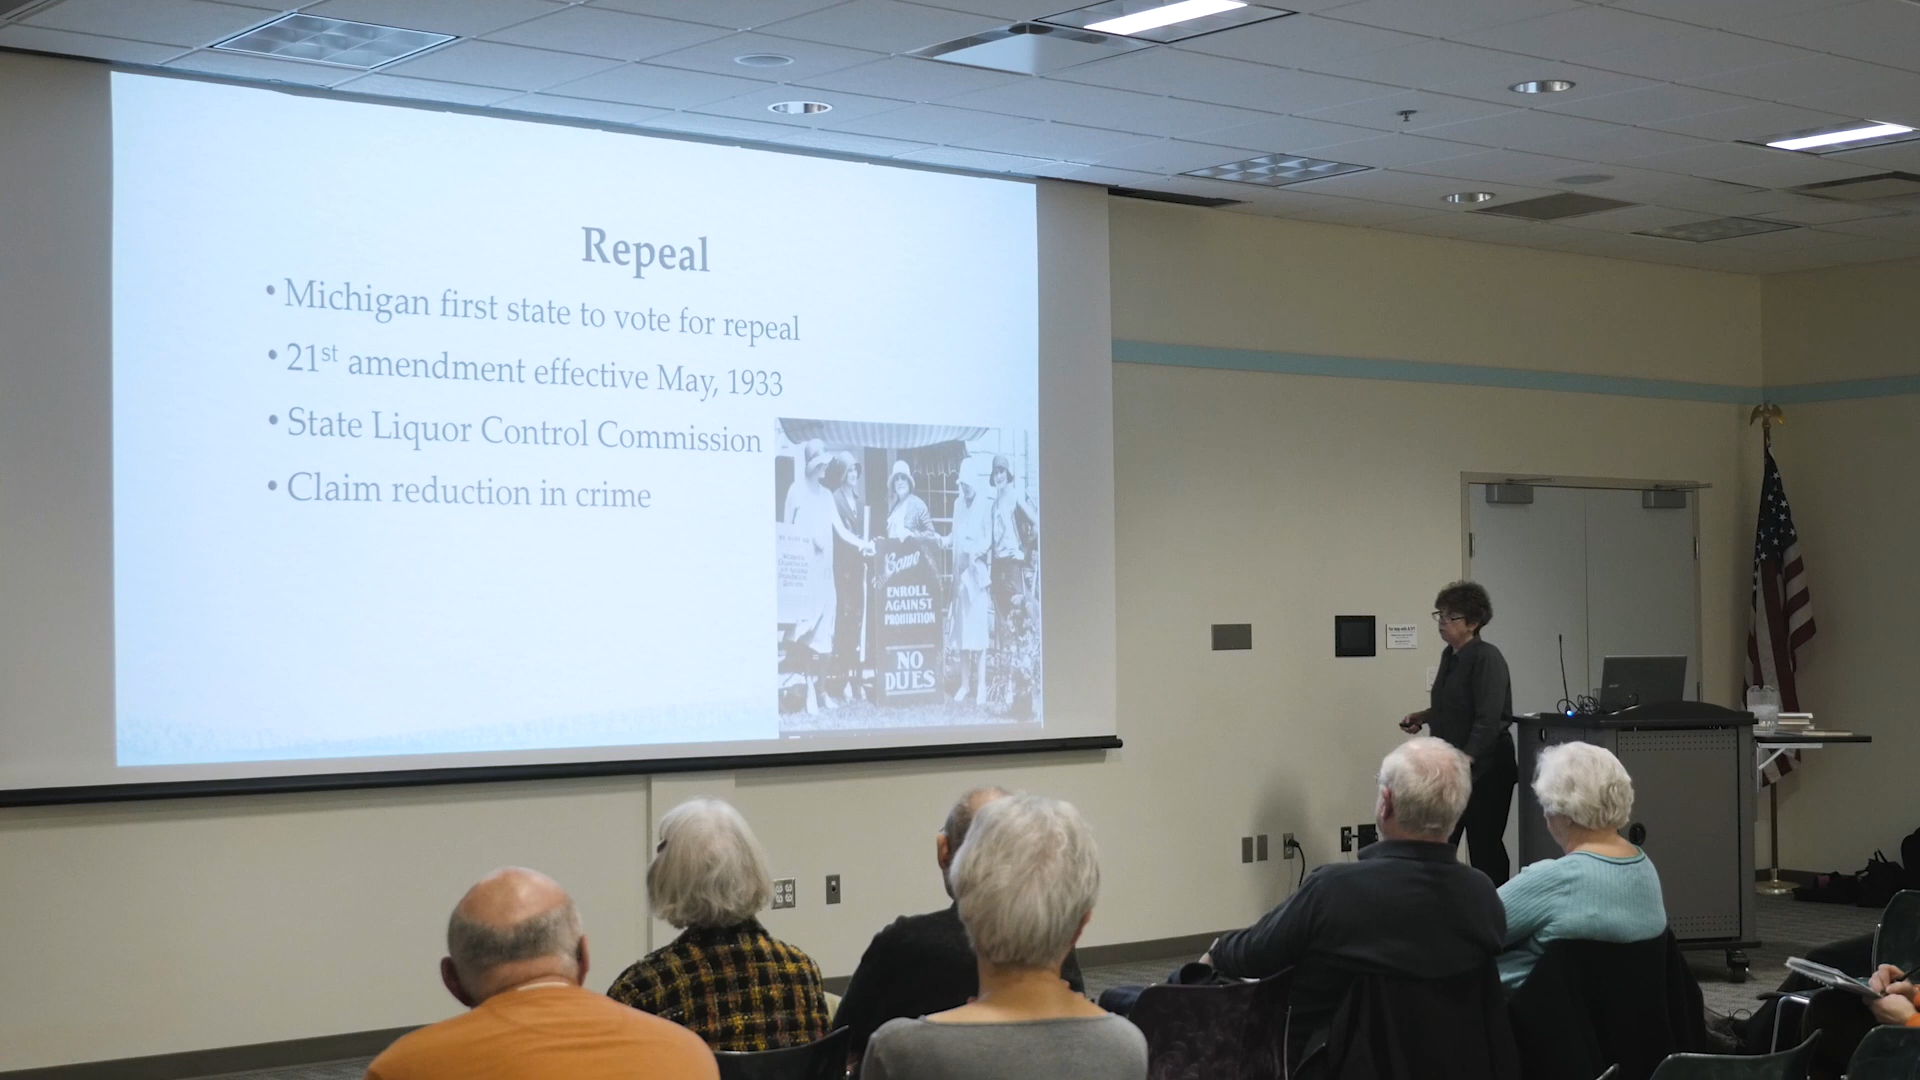 Repeal
• Michigan first state to vote for repeal
• 21st amendment effective May, 1933
• State Liquor Control Commission
• Claim reduction in crime
Come
ENROLL
AGAINST
PROHIBITION
NO
DUES